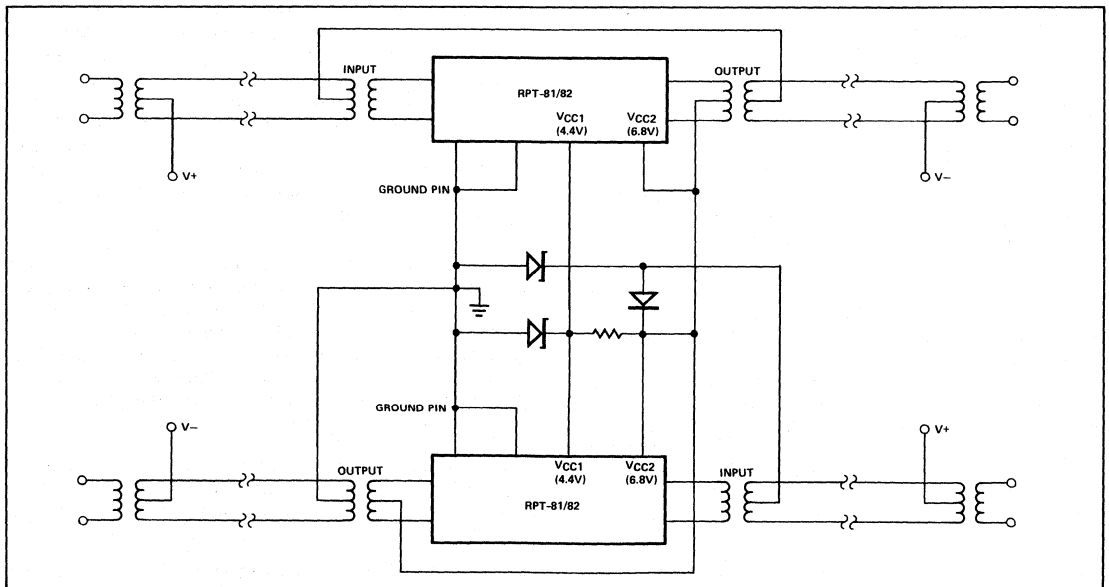 INPUT
OUTPUT
RPT-81/82
VCC1
(4.4V)
VCC2
(6.8V)
V+
V−
GROUND PIN
GROUND PIN
V−
V+
OUTPUT
INPUT
VCC1
(4.4V)
VCC2
(6.8V)
RPT-81/82